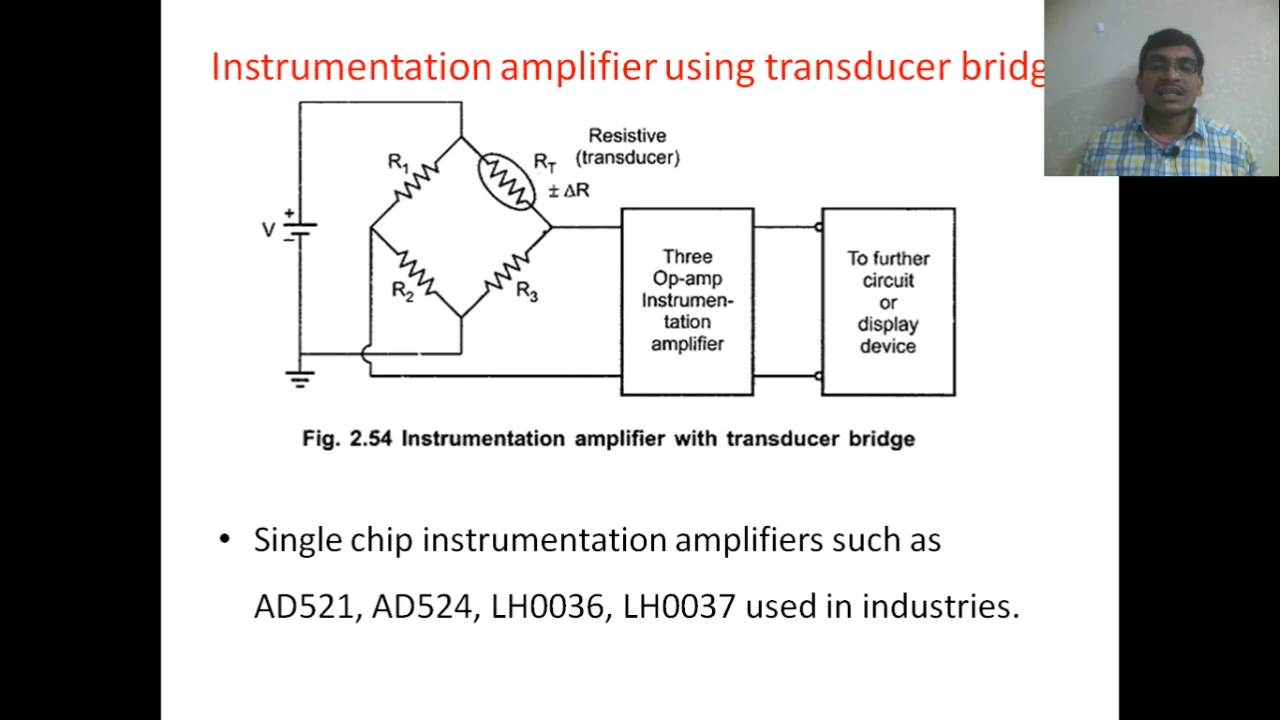 Instrumentation amplifier using transducer bridg
Resistive
(transducer)
R1
RT
± ΔR
+
V
−
R2
R3
Three
Op-amp
Instrumen-
tation
amplifier
To further
circuit
or
display
device
Fig. 2.54 Instrumentation amplifier with transducer bridge
• Single chip instrumentation amplifiers such as
AD521, AD524, LH0036, LH0037 used in industries.